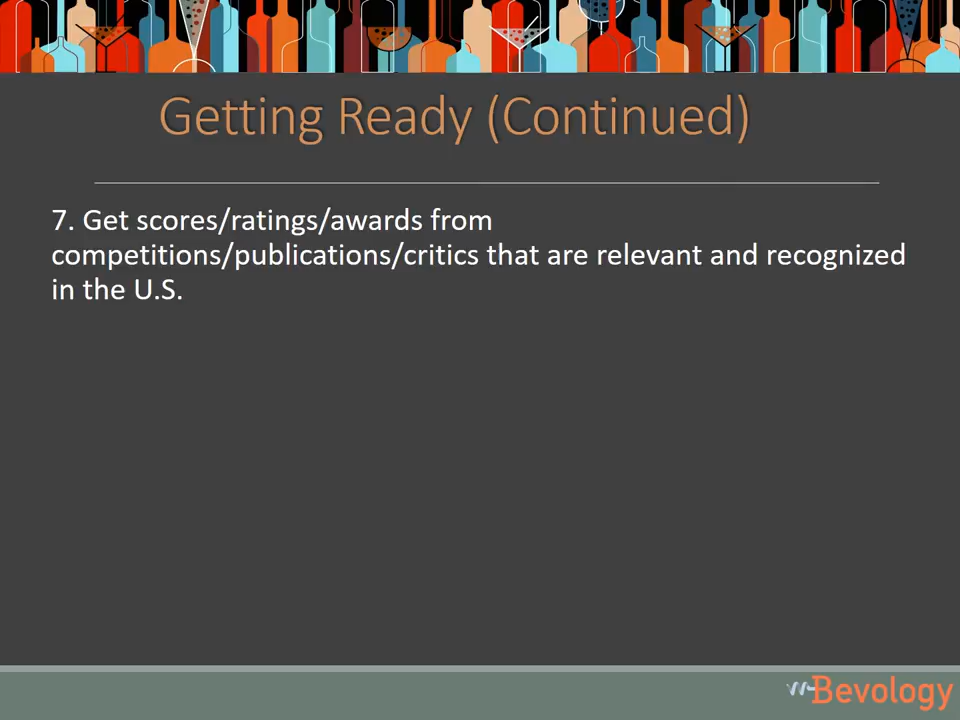 Getting Ready (Continued)
7. Get scores/ratings/awards from
competitions/publications/critics that are relevant and recognized
in the U.S.
Bevology